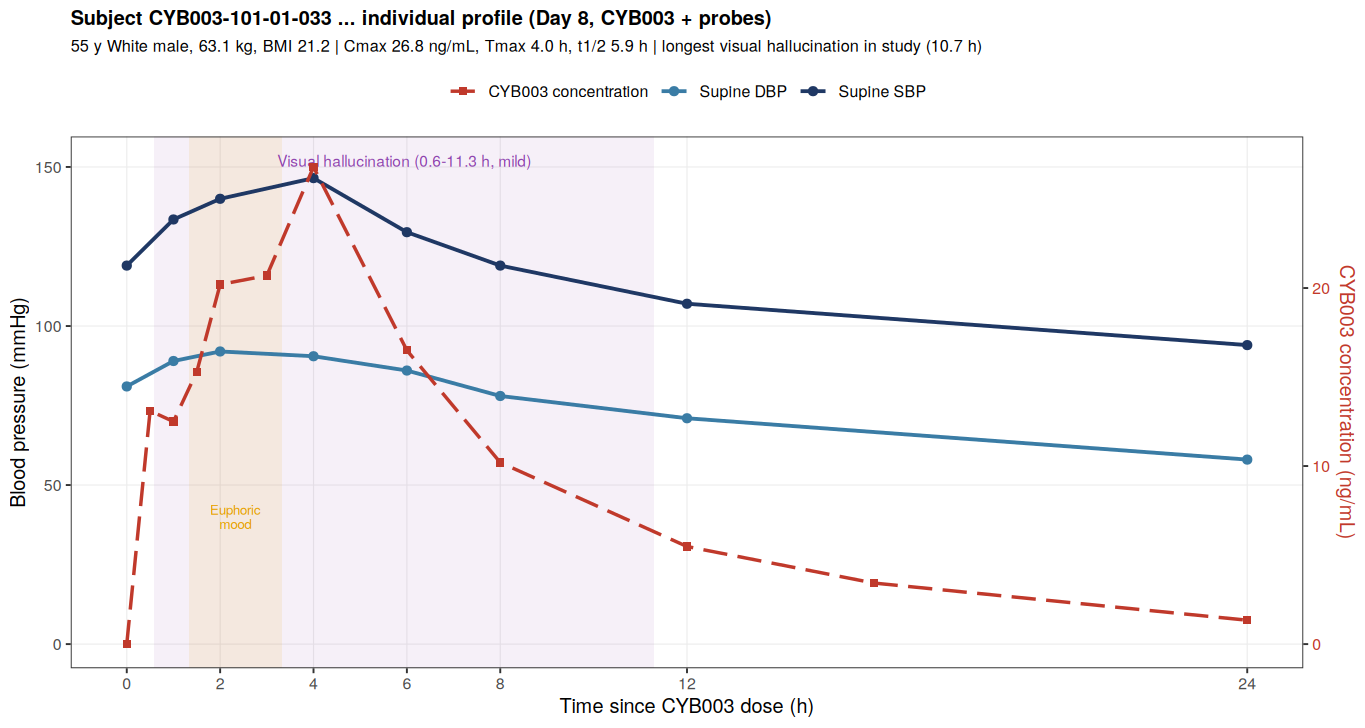 Subject CYB003-101-01-033 ... individual profile (Day 8, CYB003 + probes)
55 y White male, 63.1 kg, BMI 21.2 | Cmax 26.8 ng/mL, Tmax 4.0 h, t1/2 5.9 h | longest visual hallucination in study (10.7 h)
CYB003 concentration
Supine DBP
Supine SBP
Visual hallucination (0.6-11.3 h, mild)
Euphoric
mood
Blood pressure (mmHg)
150
100
50
0
CYB003 concentration (ng/mL)
20
10
0
0
2
4
6
8
12
24
Time since CYB003 dose (h)